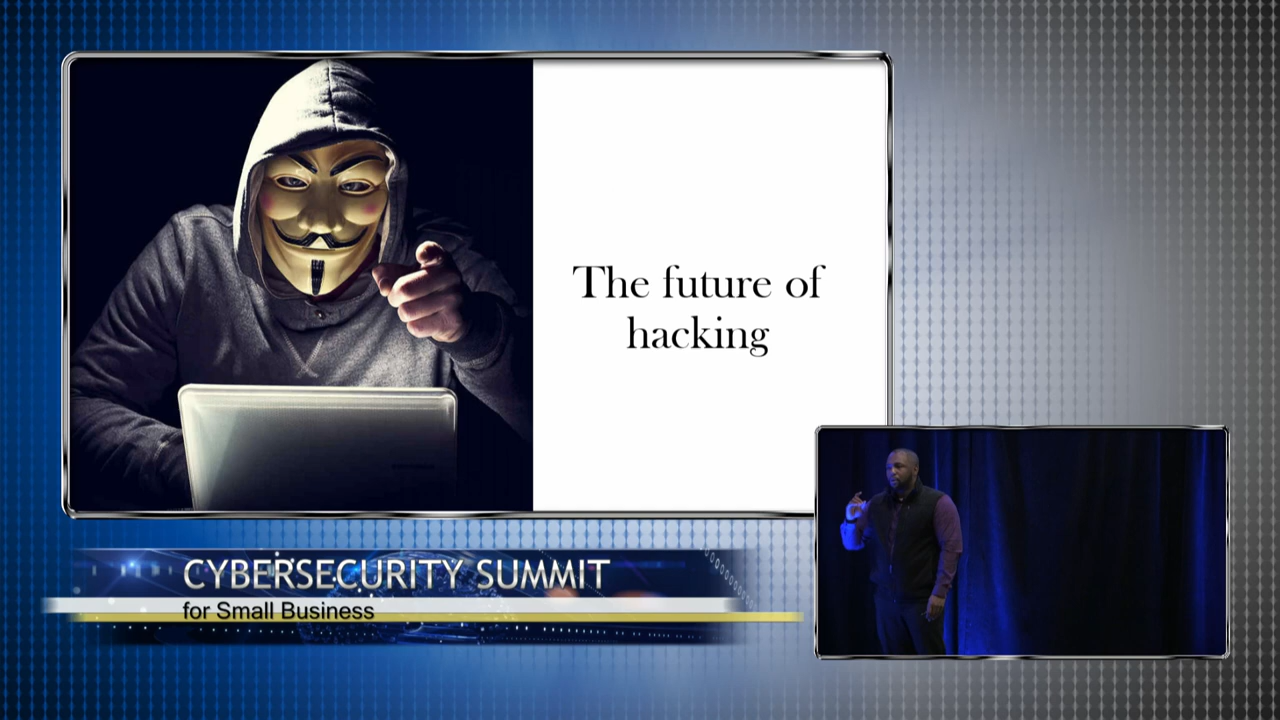 The future of
hacking
CYBERSECURITY SUMMIT
for Small Business